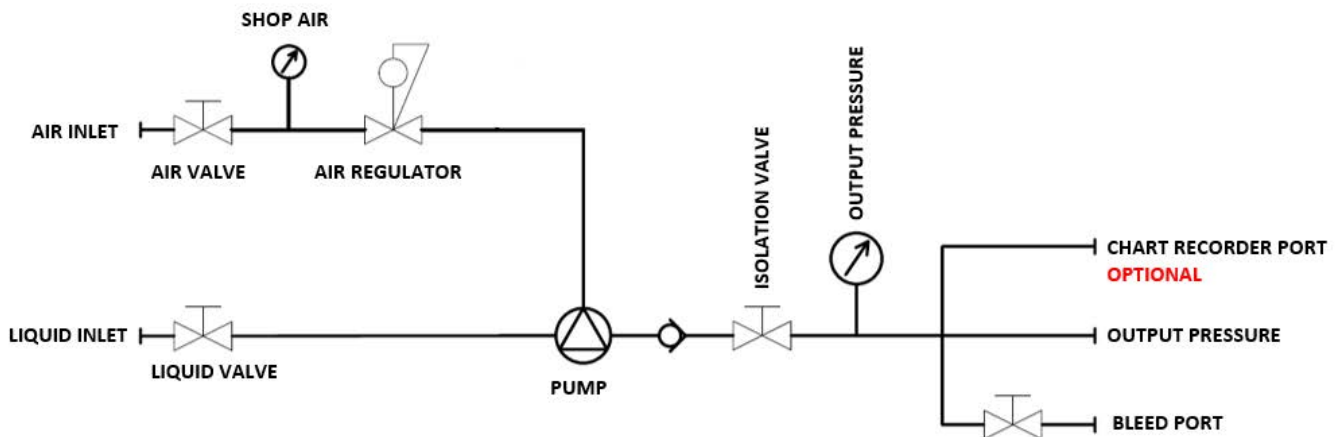 SHOP AIR
AIR INLET
AIR VALVE
AIR REGULATOR
ISOLATION VALVE
OUTPUT PRESSURE
CHART RECORDER PORT
OPTIONAL
LIQUID INLET
LIQUID VALVE
PUMP
OUTPUT PRESSURE
BLEED PORT